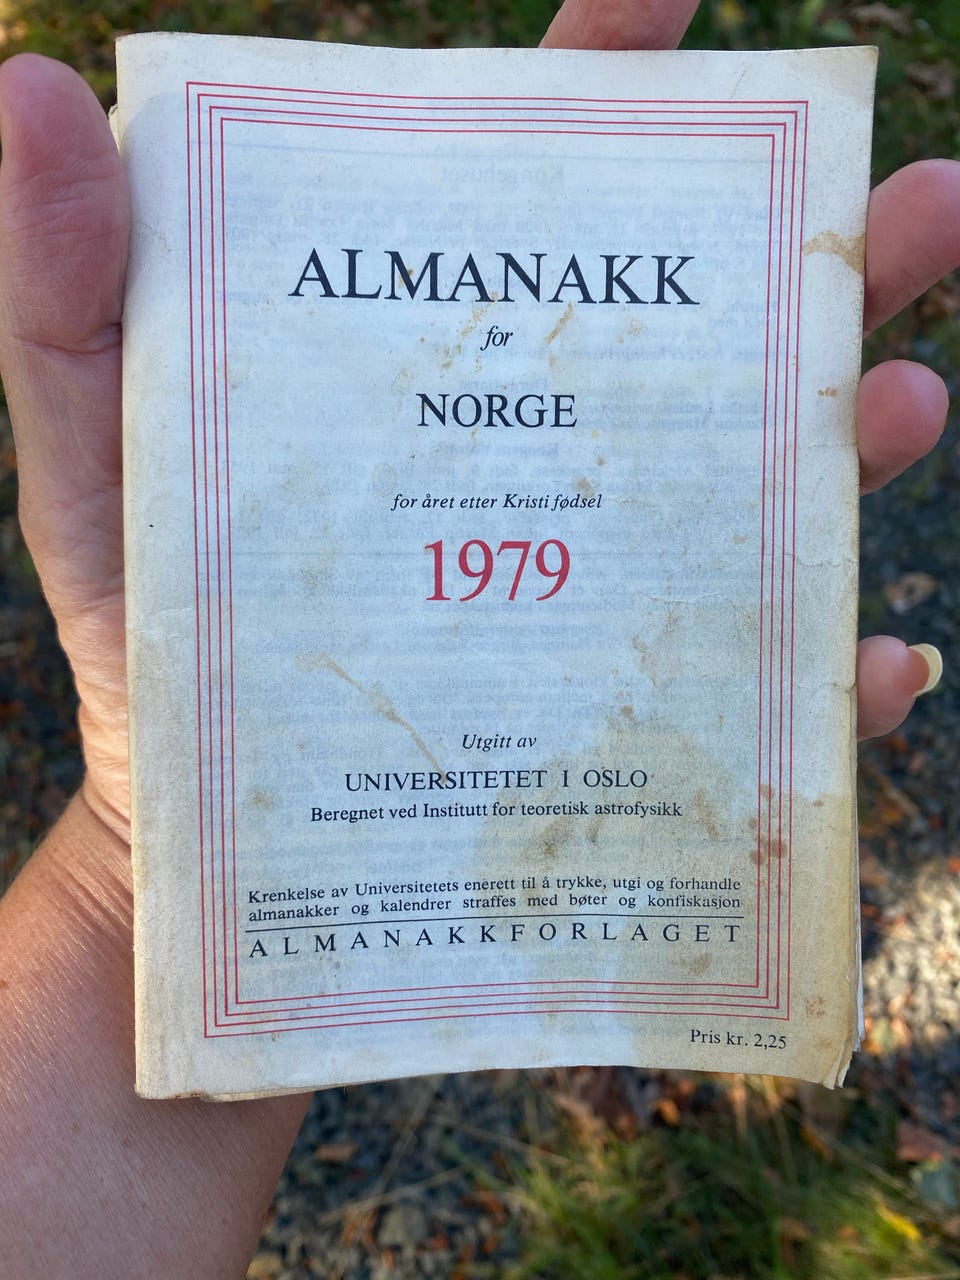 ALMANAKK
for
NORGE
for året etter Kristi fødsel
1979
Utgitt av
UNIVERSITETET I OSLO
Beregnet ved Institutt for teoretisk astrofysikk
Krenkelse av Universitetets enerett til å trykke, utgi og forhandle
almanakker og kalendrer straffes med bøter og konfiskasjon
ALMANAKKFORLAGET
Pris kr. 2,25